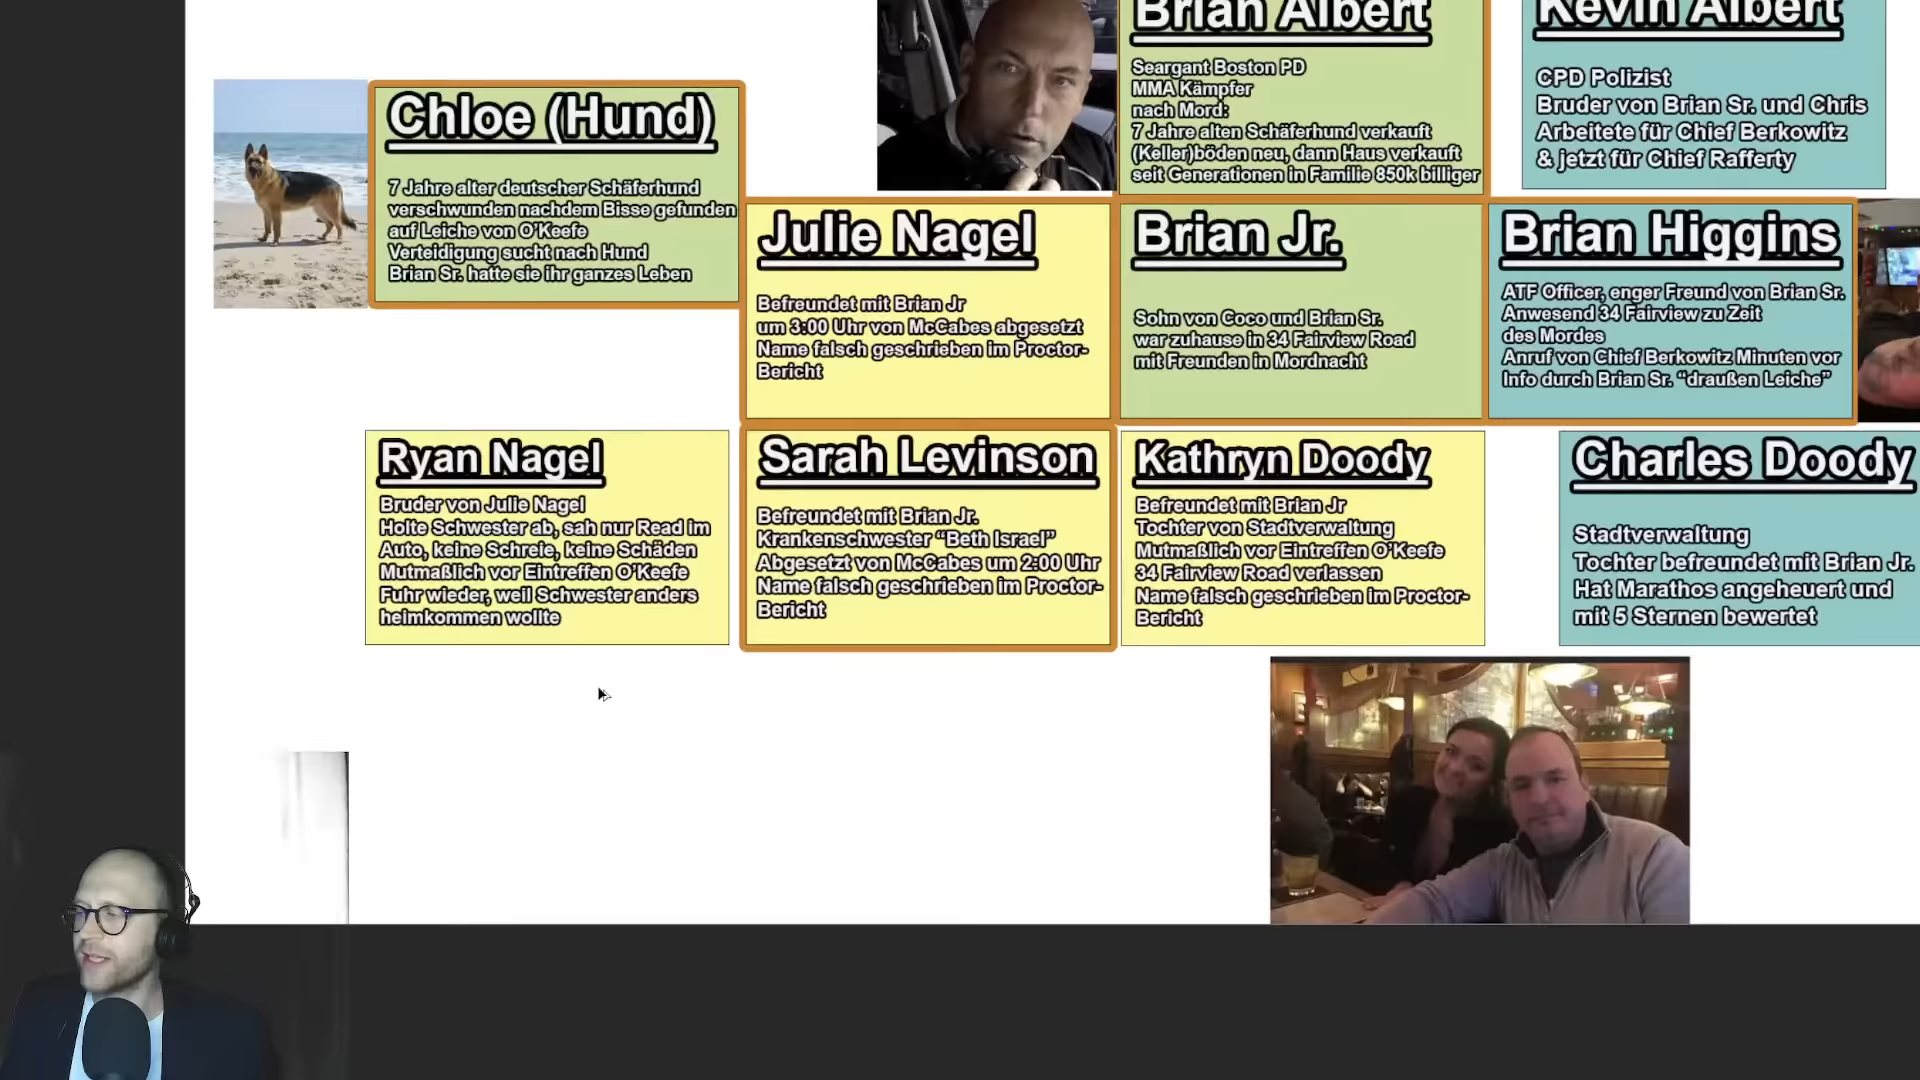 Brian Albert
Seargant Boston PD
MMA Kämpfer
nach Mord:
7 Jahre alten Schäferhund verkauft
(Keller)böden neu, dann Haus verkauft
seit Generationen in Familie 850k billiger
Kevin Albert
CPD Polizist
Bruder von Brian Sr. und Chris
Arbeitete für Chief Berkowitz
& jetzt für Chief Rafferty
Chloe (Hund)
7 Jahre alter deutscher Schäferhund
verschwunden nachdem Bisse gefunden
auf Leiche von O'Keefe
Verteidigung sucht nach Hund
Brian Sr. hatte sie ihr ganzes Leben
Julie Nagel
Befreundet mit Brian Jr
um 3:00 Uhr von McCabes abgesetzt
Name falsch geschrieben im Proctor-
Bericht
Brian Jr.
Sohn von Coco und Brian Sr.
war zuhause in 34 Fairview Road
mit Freunden in Mordnacht
Brian Higgins
ATF Officer, enger Freund von Brian Sr.
Anwesend 34 Fairview zu Zeit
des Mordes
Anruf von Chief Berkowitz Minuten vor
Info durch Brian Sr. "draußen Leiche"
Ryan Nagel
Bruder von Julie Nagel
Holte Schwester ab, sah nur Read im
Auto, keine Schreie, keine Schäden
Mutmaßlich vor Eintreffen O'Keefe
Fuhr wieder, weil Schwester anders
heimkommen wollte
Sarah Levinson
Befreundet mit Brian Jr.
Krankenschwester "Beth Israel"
Abgesetzt von McCabes um 2:00 Uhr
Name falsch geschrieben im Proctor-
Bericht
Kathryn Doody
Befreundet mit Brian Jr
Tochter von Stadtverwaltung
Mutmaßlich vor Eintreffen O'Keefe
34 Fairview Road verlassen
Name falsch geschrieben im Proctor-
Bericht
Charles Doody
Stadtverwaltung
Tochter befreundet mit Brian Jr.
Hat Marathos angeheuert und
mit 5 Sternen bewertet